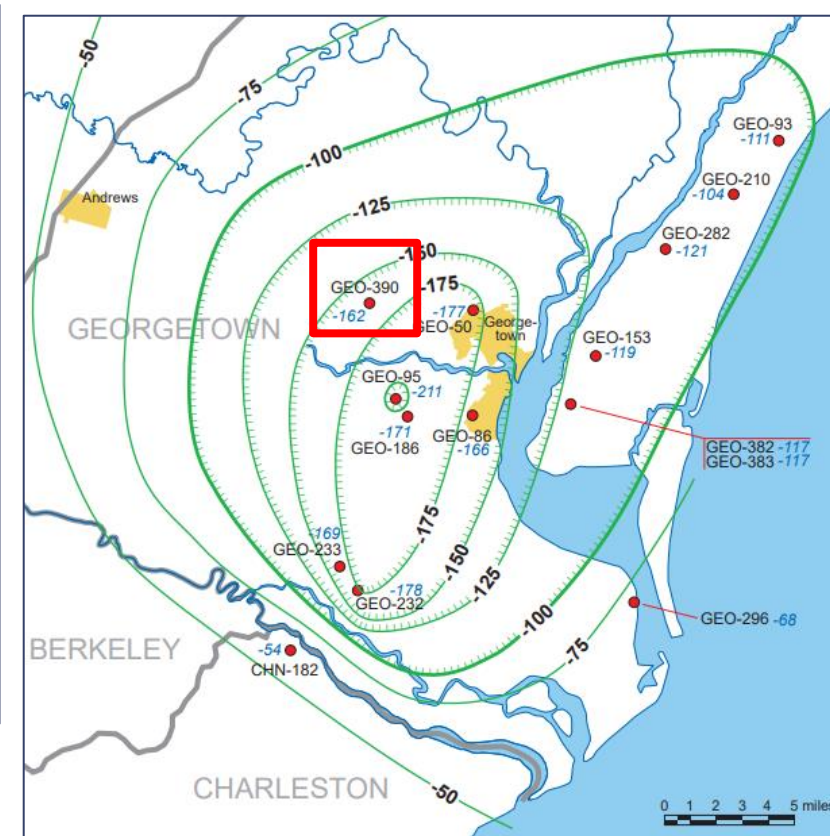 -50
-75
-100
GEO-93
-111
GEO-210
-104
Andrews
-125
GEO-282
-121
-150
GEO-390
-175
-162
-177
GEO-50
George-
town
GEORGETOWN
GEO-153
-119
GEO-95
-211
-171
GEO-186
GEO-86
-166
GEO-382 -117
GEO-383 -117
-175
-169
GEO-233
-150
-178
GEO-232
-125
-100
GEO-296 -68
BERKELEY
-54
CHN-182
-75
CHARLESTON
-50
0 1 2 3 4 5 miles